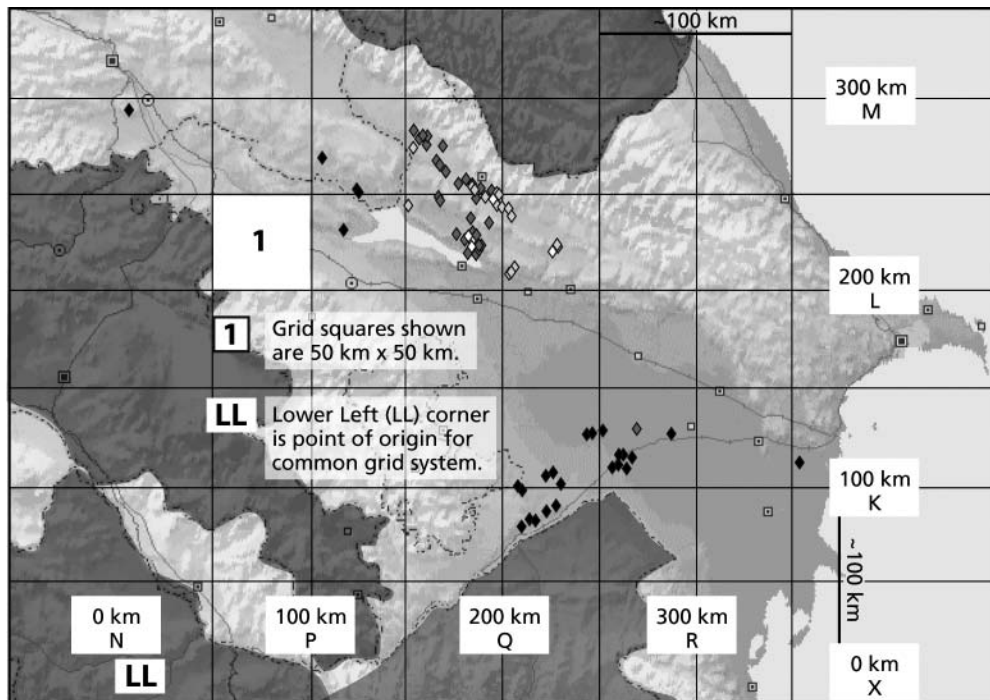 ~100 km
300 km
M
1
200 km
L
1
Grid squares shown
are 50 km x 50 km.
LL
Lower Left (LL) corner
is point of origin for
common grid system.
100 km
K
~100 km
0 km
N
100 km
P
200 km
Q
300 km
R
LL
0 km
X